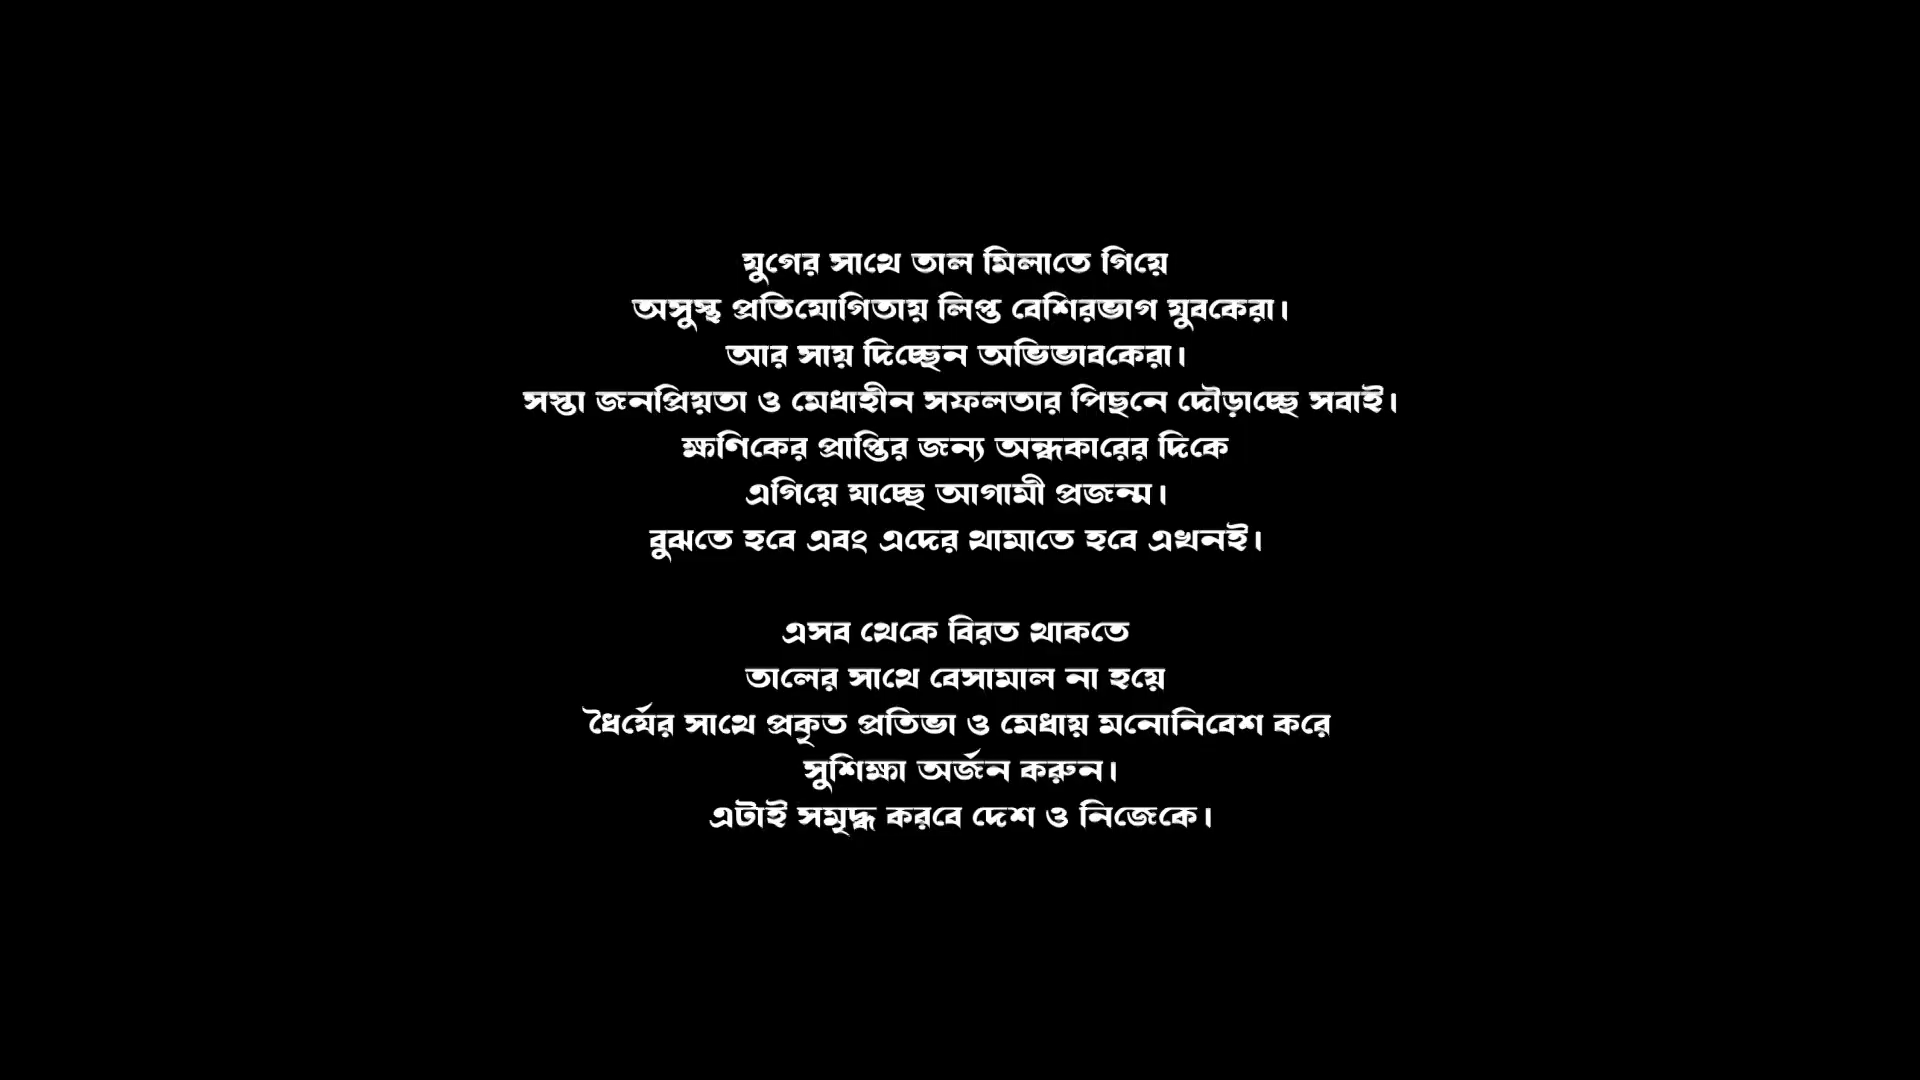 যুগের সাথে তাল মিলাতে গিয়ে
অসুস্থ প্রতিযোগিতায় লিপ্ত বেশিরভাগ যুবকেরা।
আর সায় দিচ্ছেন অভিভাবকেরা।
সস্তা জনপ্রিয়তা ও মেধাহীন সফলতার পিছনে দৌড়াচ্ছে সবাই।
ক্ষণিকের প্রাপ্তির জন্য অন্ধকারের দিকে
এগিয়ে যাচ্ছে আগামী প্রজন্ম।
বুঝতে হবে এবং এদের থামাতে হবে এখনই।
এসব থেকে বিরত থাকতে
তালের সাথে বেসামাল না হয়ে
ধৈর্যের সাথে প্রকৃত প্রতিভা ও মেধায় মনোনিবেশ করে
সুশিক্ষা অর্জন করুন।
এটাই সমৃদ্ধ করবে দেশ ও নিজেকে।